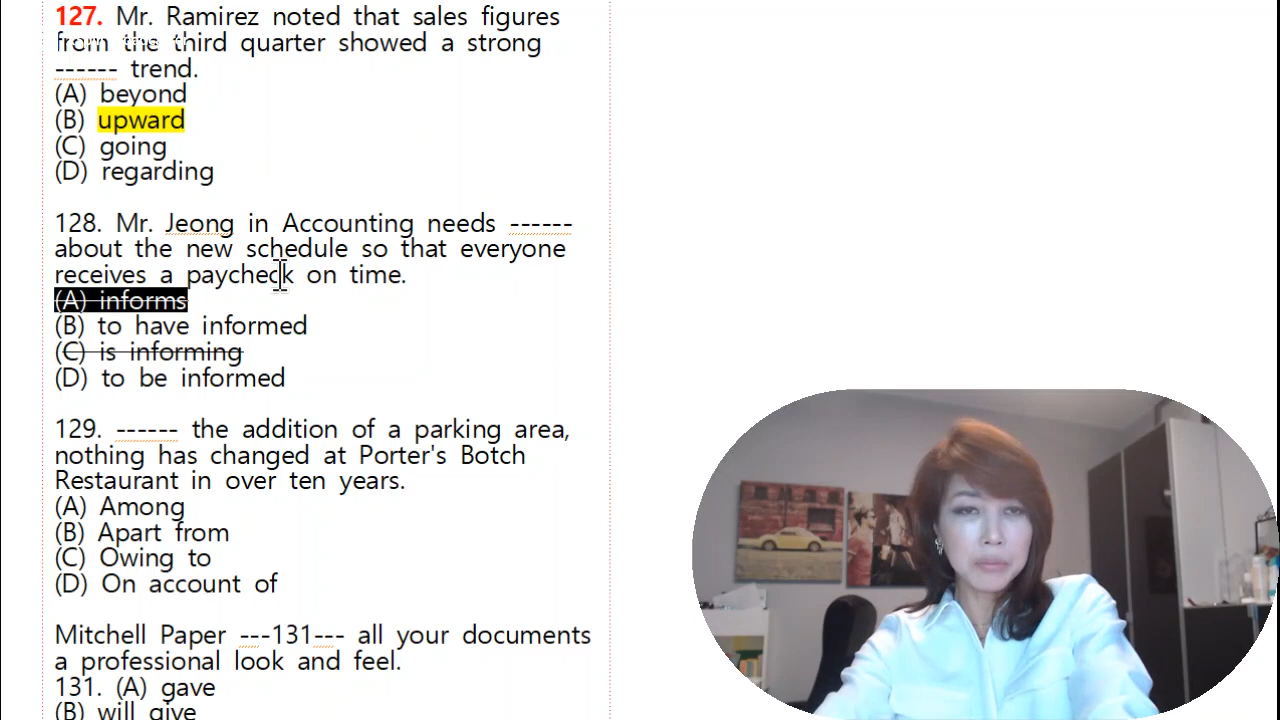 127. Mr. Ramirez noted that sales figures
from the third quarter showed a strong
------ trend.
(A) beyond
(B) upward
(C) going
(D) regarding
128. Mr. Jeong in Accounting needs ------
about the new schedule so that everyone
receives a paycheck on time.
(A) informs
(B) to have informed
(C) is informing
(D) to be informed
129. ------ the addition of a parking area,
nothing has changed at Porter's Botch
Restaurant in over ten years.
(A) Among
(B) Apart from
(C) Owing to
(D) On account of
Mitchell Paper ---131--- all your documents
a professional look and feel.
131. (A) gave
(B) will give